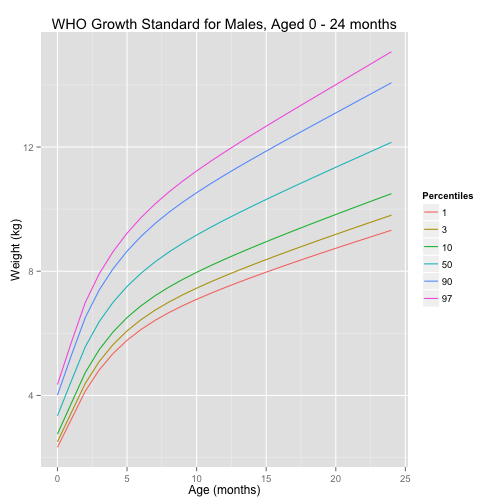 WHO Growth Standard for Males, Aged 0 - 24 months
Weight (kg)
12
8
4
0 5 10 15 20 25
Age (months)
Percentiles
1
3
10
50
90
97